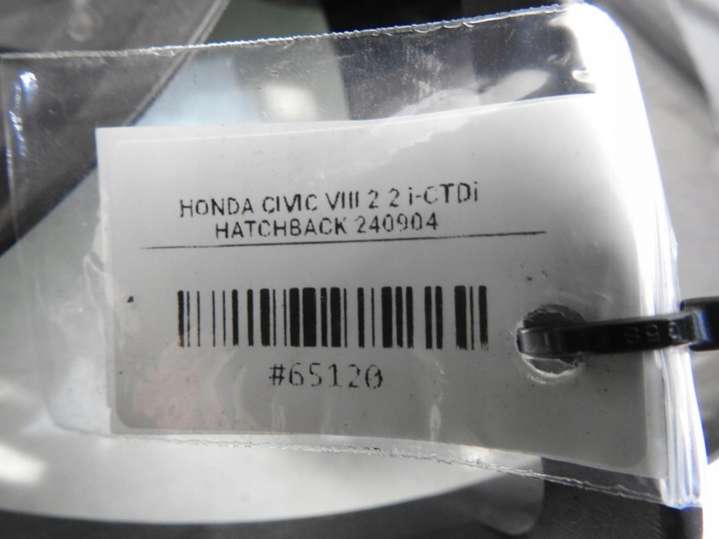 HONDA CIVIC VIII 2 2 i-CTDi
HATCHBACK 240904
#65120